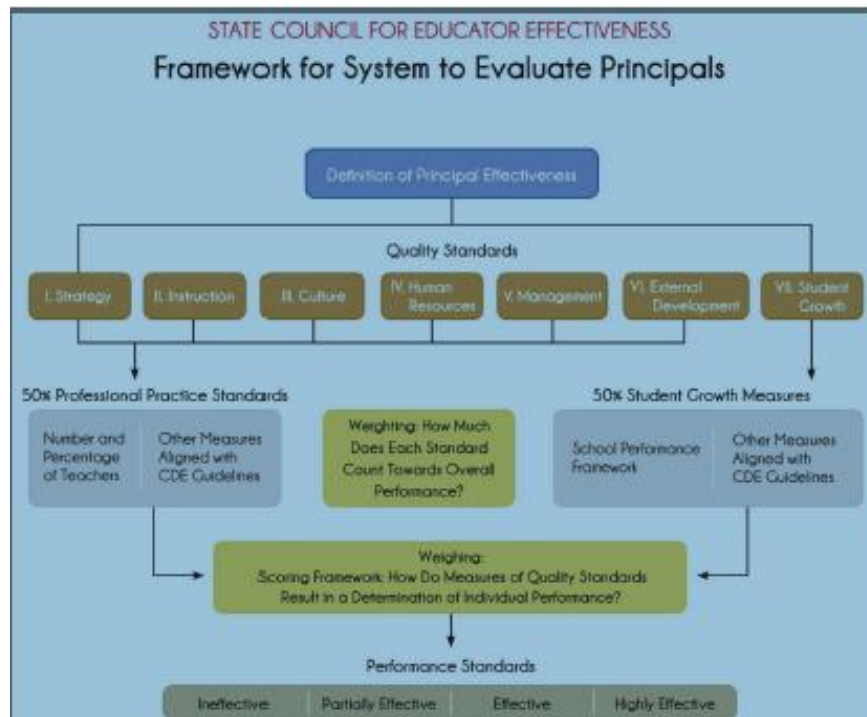 STATE COUNCIL FOR EDUCATOR EFFECTIVENESS
Framework for System to Evaluate Principals
Definition of Principal Effectiveness
Quality Standards
I. Strategy
II. Instruction
III. Culture
IV. Human
Resources
V. Management
VI. External
Development
VII. Student
Growth
50% Professional Practice Standards
50% Student Growth Measures
Number and
Percentage
of Teachers
Other Measures
Aligned with
CDE Guidelines
Weighting: How Much
Does Each Standard
Count Towards Overall
Performance?
School Performance
Framework
Other Measures
Aligned with
CDE Guidelines
Weighing:
Scoring Framework: How Do Measures of Quality Standards
Result in a Determination of Individual Performance?
Performance Standards
Ineffective
Partially Effective
Effective
Highly Effective